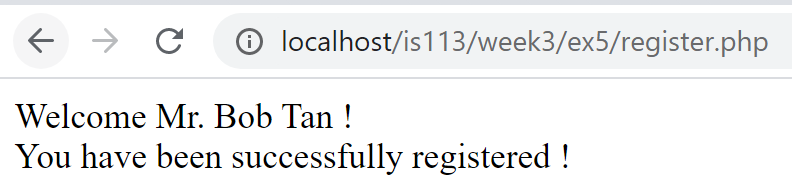 localhost/is113/week3/ex5/register.php
Welcome Mr. Bob Tan !
You have been successfully registered !